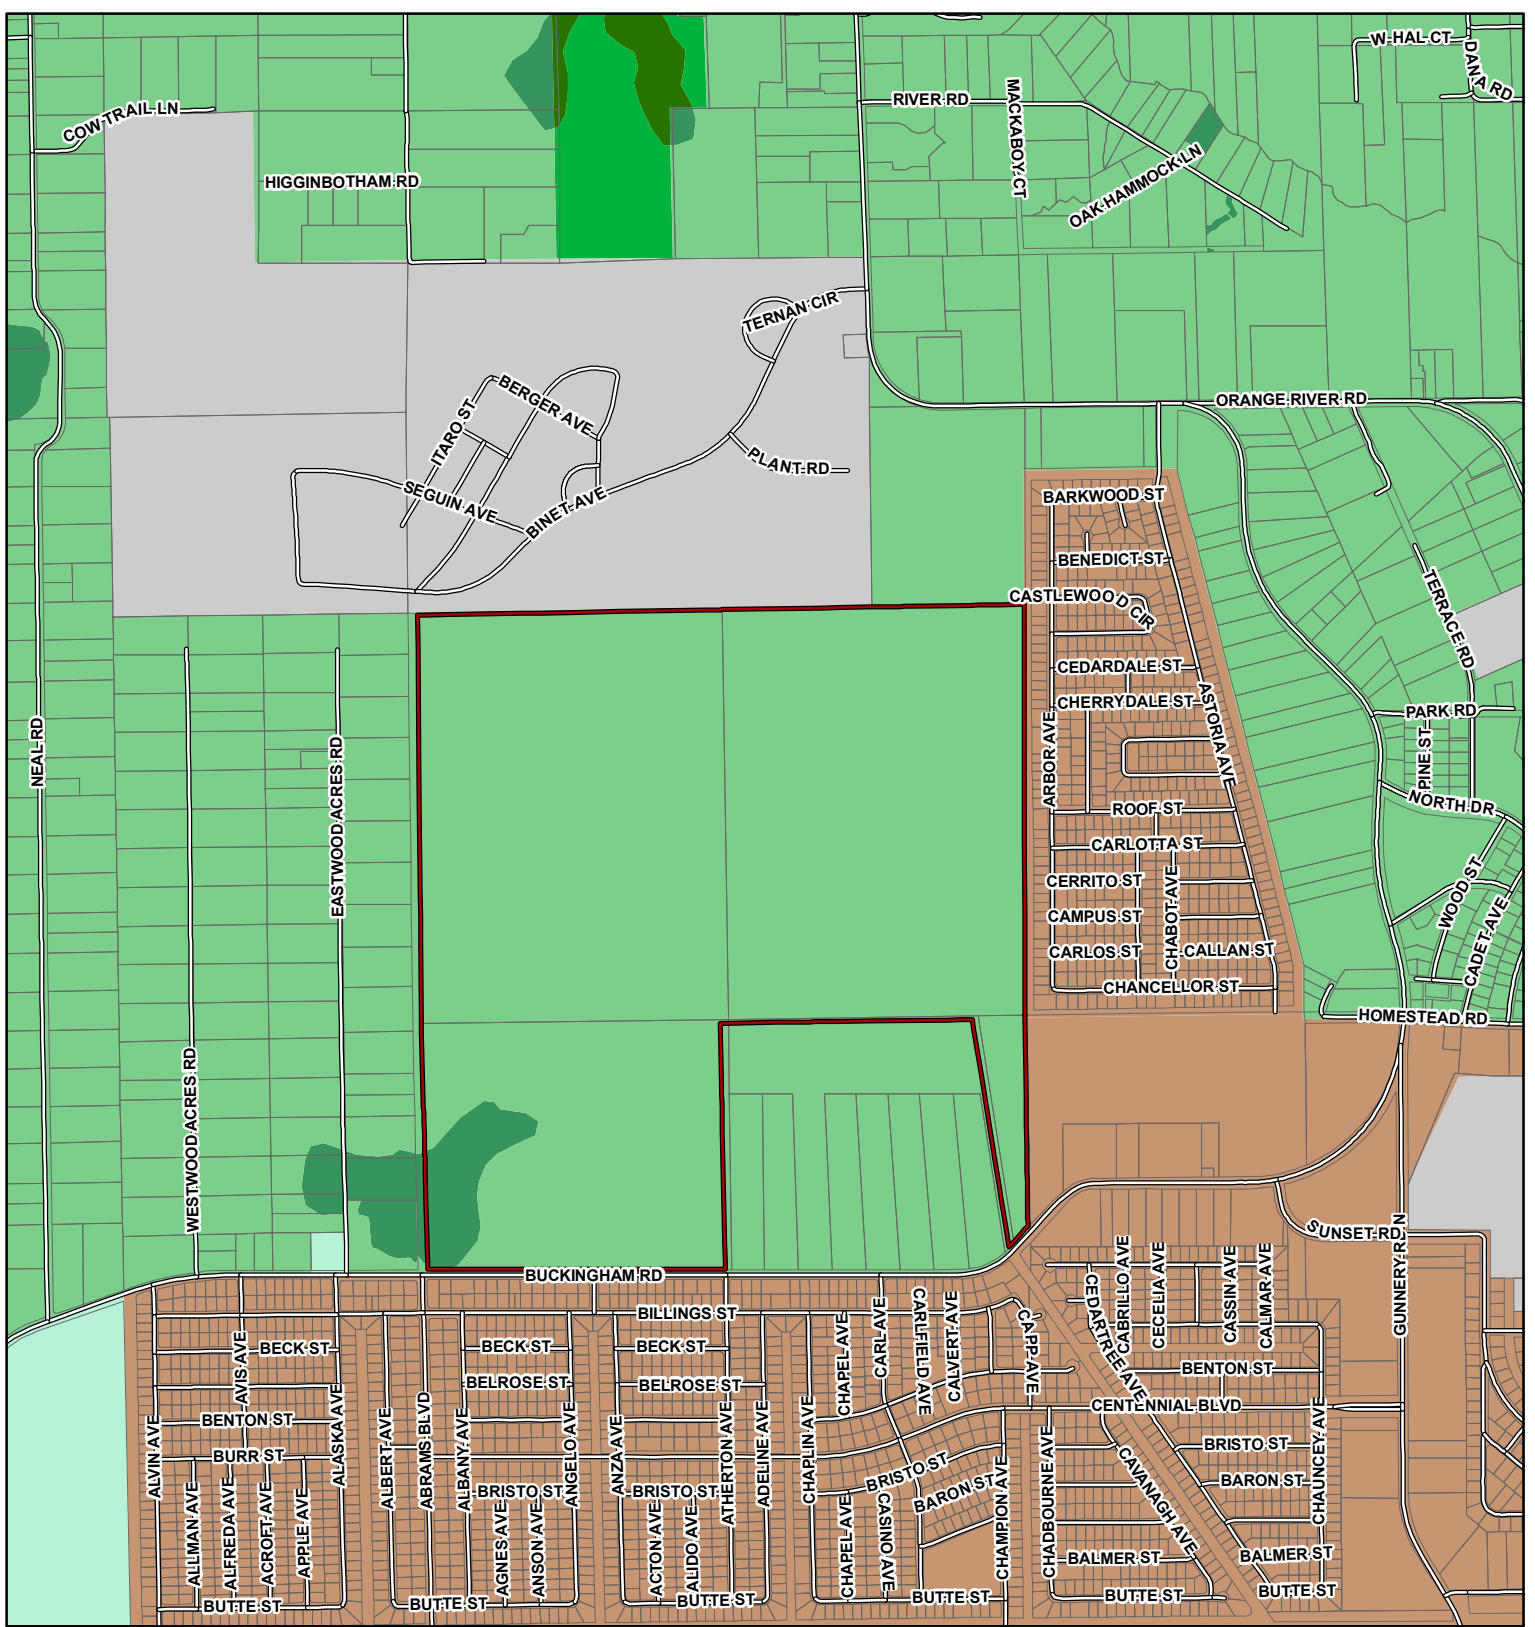 W HAL CT
DANA RD
RIVER RD
MACKABOY CT
COW TRAIL LN
OAK HAMMOCK LN
HIGGINBOTHAM RD
TERNAN CIR
BERGER AVE
ITARO ST
ORANGE RIVER RD
PLANT RD
SEGUIN AVE
BINET AVE
BARKWOOD ST
BENEDICT ST
CASTLEWOOD CIR
TERRACE RD
CEDARDALE ST
CHERRYDALE ST
ASTORIA AVE
PARK RD
NEAL RD
EASTWOOD ACRES RD
ARBOR AVE
PINE ST
NORTH DR
ROOF ST
CARLOTTA ST
CERRITO ST
CHABOT AVE
WOOD ST
CADET AVE
CAMPUS ST
CARLOS ST
CALLAN ST
CHANCELLOR ST
HOMESTEAD RD
WESTWOOD ACRES RD
SUNSET RD
GUNNERY RD N
BUCKINGHAM RD
BILLINGS ST
CEDARTREE AVE
CABRILLO AVE
CECELIA AVE
CASSIN AVE
CALMAR AVE
AVIS AVE
BECK ST
BECK ST
BECK ST
CHAPEL AVE
CARL AVE
CARLFIELD AVE
CALVERT AVE
CAPP AVE
BELROSE ST
BELROSE ST
BENTON ST
CENTENNIAL BLVD
ALVIN AVE
BENTON ST
ALASKA AVE
ALBERT AVE
ABRAMS BLVD
ALBANY AVE
ANGELO AVE
ANZA AVE
ATHERTON AVE
ADELINE AVE
CHAPLIN AVE
BURR ST
BRISTO ST
BRISTO ST
BRISTO ST
BRISTO ST
BARON ST
BARON ST
CHAUNCEY AVE
CAVANAGH AVE
CHADBOURNE AVE
CHAMPION AVE
ALLMAN AVE
ALFREDA AVE
ACROFT AVE
APPLE AVE
AGNES AVE
ANSON AVE
ACTON AVE
ALIDO AVE
CHAPEL AVE
CASINO AVE
BALMER ST
BALMER ST
BUTTE ST
BUTTE ST
BUTTE ST
BUTTE ST
BUTTE ST
BUTTE ST